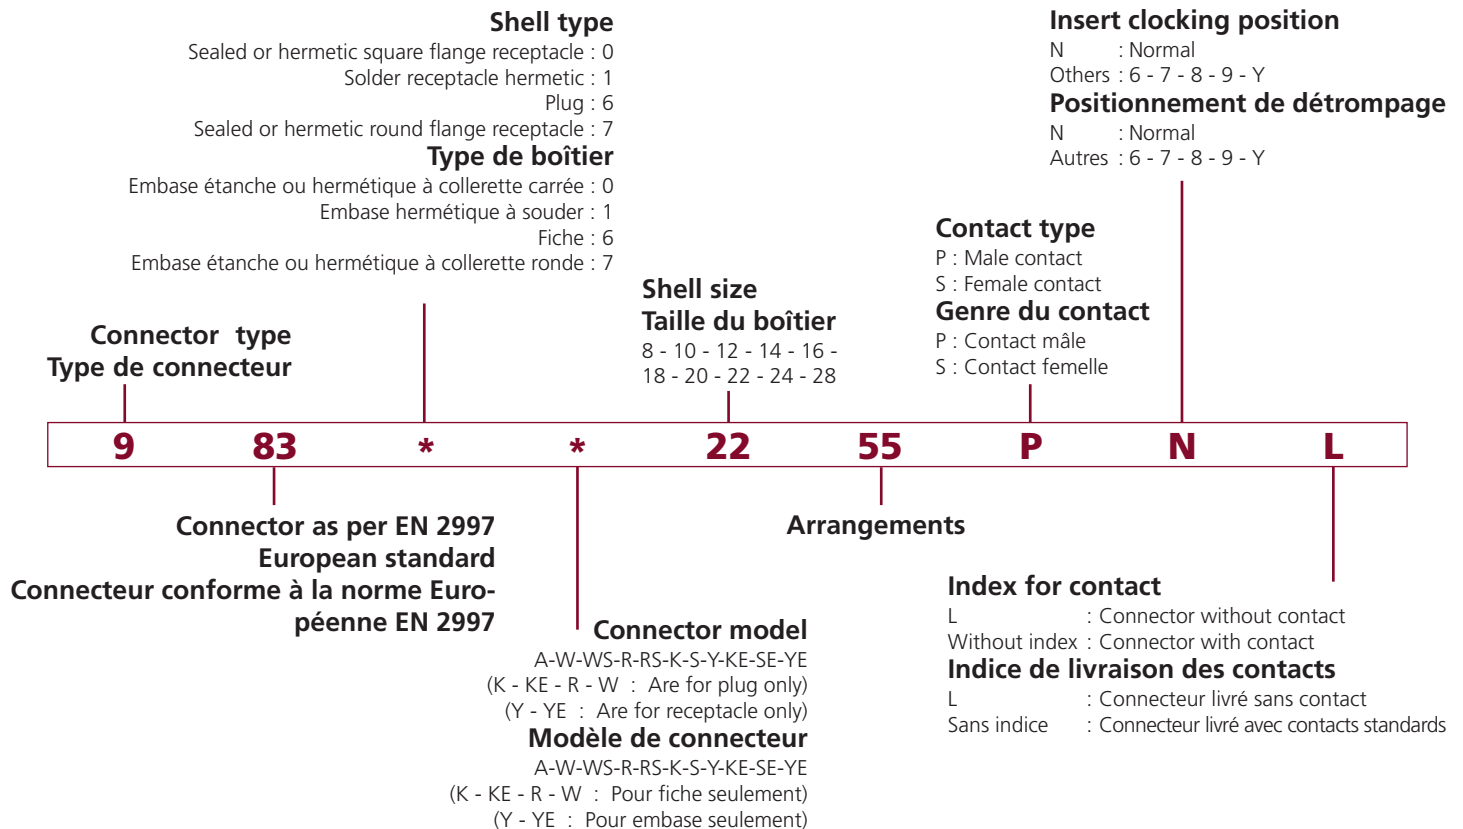 Shell type
Sealed or hermetic square flange receptacle : 0
Solder receptacle hermetic : 1
Plug : 6
Sealed or hermetic round flange receptacle : 7
Type de boîtier
Embase étanche ou hermétique à collerette carrée : 0
Embase hermétique à souder : 1
Fiche : 6
Embase étanche ou hermétique à collerette ronde : 7
Insert clocking position
N : Normal
Others : 6 - 7 - 8 - 9 - Y
Positionnement de détrompage
N : Normal
Autres : 6 - 7 - 8 - 9 - Y
Contact type
P : Male contact
S : Female contact
Genre du contact
P : Contact mâle
S : Contact femelle
Shell size
Taille du boîtier
8 - 10 - 12 - 14 - 16 -
18 - 20 - 22 - 24 - 28
Connector type
Type de connecteur
9 83 * * 22 55 P N L
Connector as per EN 2997
European standard
Connecteur conforme à la norme Euro-
péenne EN 2997
Arrangements
Connector model
A-W-WS-R-RS-K-S-Y-KE-SE-YE
(K - KE - R - W : Are for plug only)
(Y - YE : Are for receptacle only)
Modèle de connecteur
A-W-WS-R-RS-K-S-Y-KE-SE-YE
(K - KE - R - W : Pour fiche seulement)
(Y - YE : Pour embase seulement)
Index for contact
L : Connector without contact
Without index : Connector with contact
Indice de livraison des contacts
L : Connecteur livré sans contact
Sans indice : Connecteur livré avec contacts standards